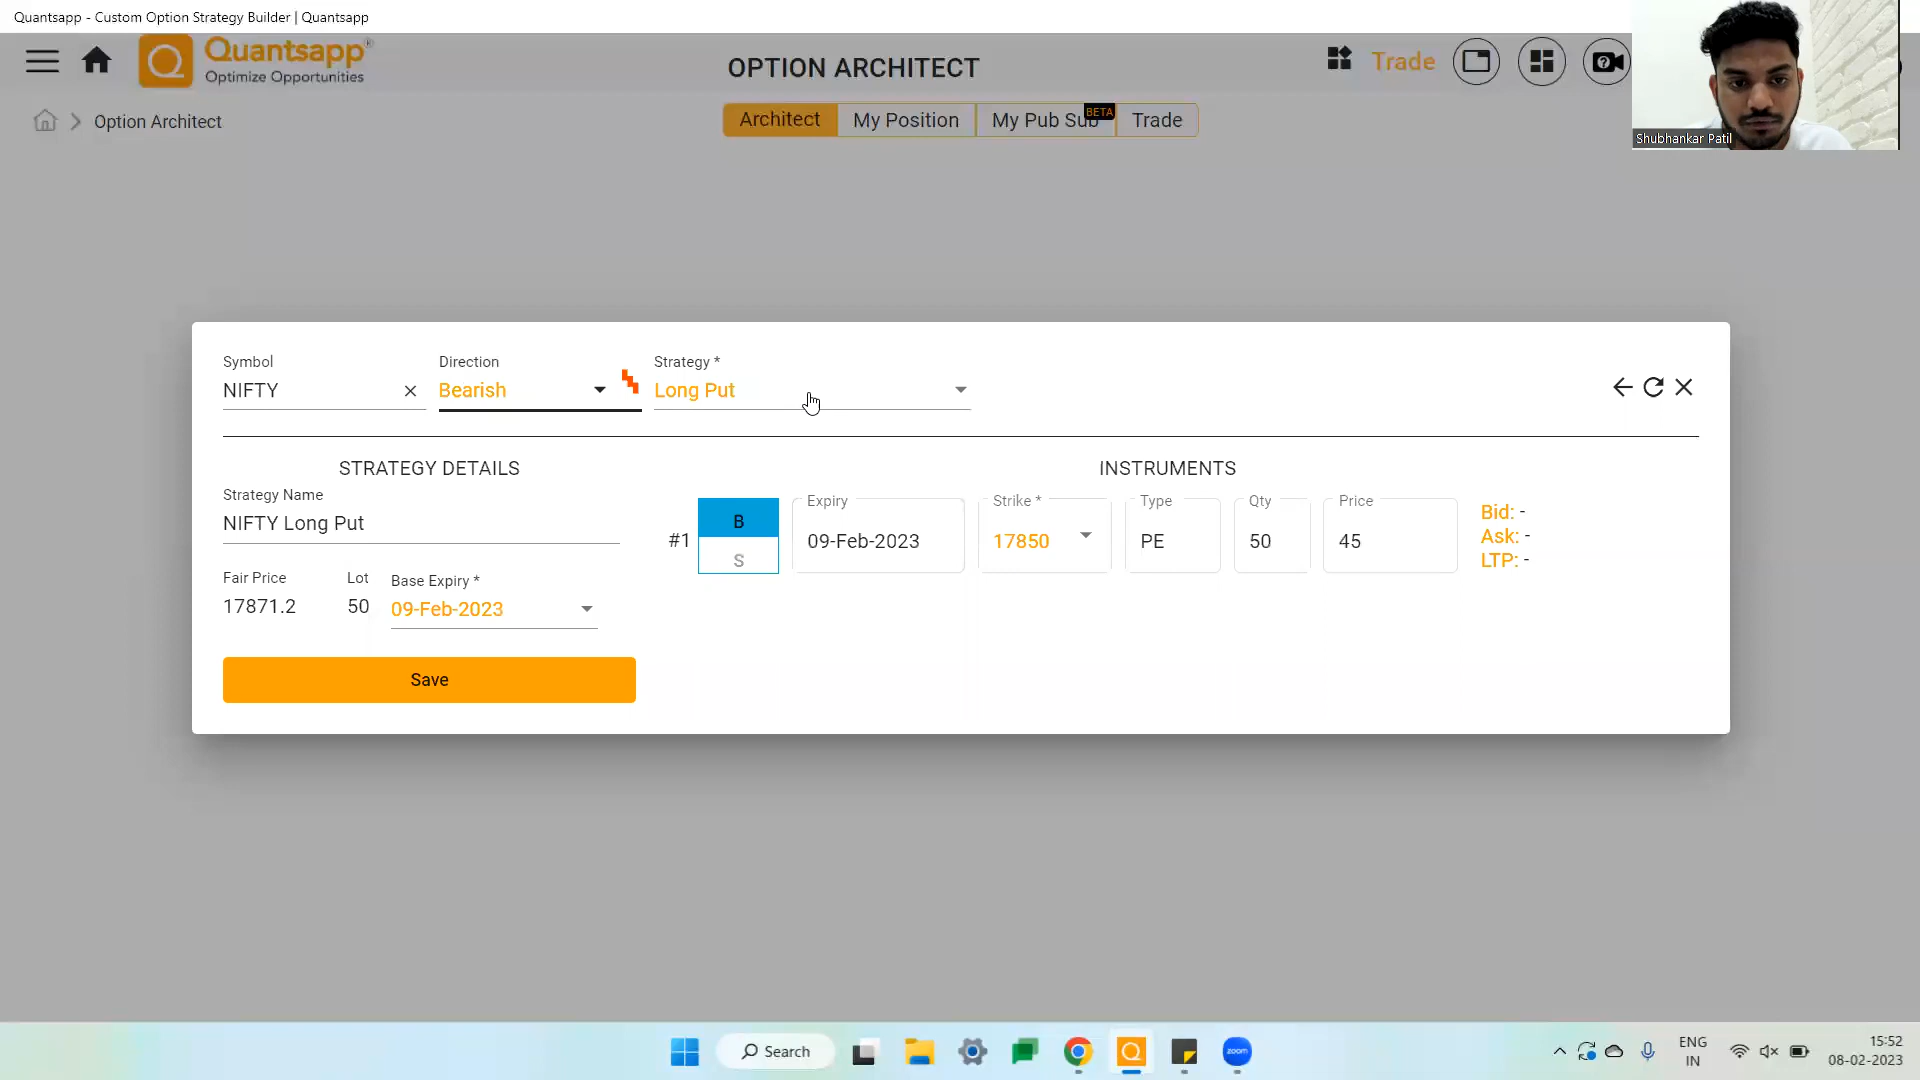 Quantsapp - Custom Option Strategy Builder | Quantsapp
Quantsapp®
Optimize Opportunities
OPTION ARCHITECT
Trade
Shubhankar Patil
Option Architect
Architect
My Position
My Pub Sub
BETA
Trade
Symbol
NIFTY
Direction
Bearish
Strategy *
Long Put
STRATEGY DETAILS
Strategy Name
NIFTY Long Put
Fair Price
17871.2
Lot
50
Base Expiry *
09-Feb-2023
Save
INSTRUMENTS
#1
B
S
Expiry
09-Feb-2023
Strike *
17850
Type
PE
Qty
50
Price
45
Bid: -
Ask: -
LTP: -
Search
zoom
ENG
IN
15:52
08-02-2023